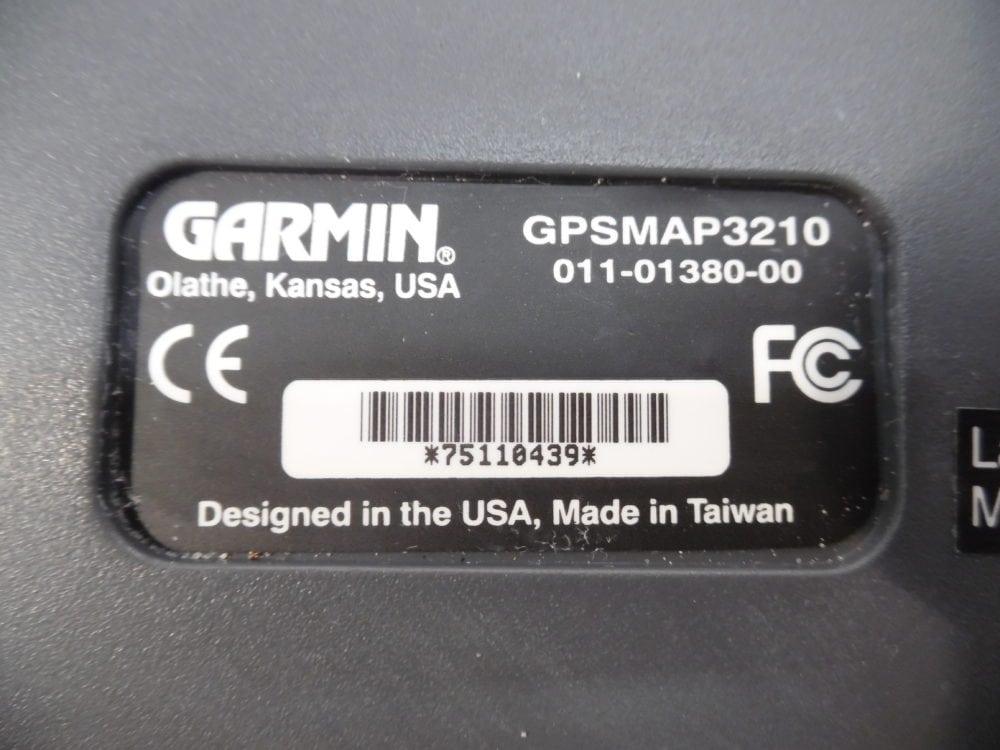 GARMIN®
Olathe, Kansas, USA
GPSMAP3210
011-01380-00
CE
FC
*75110439*
Designed in the USA, Made in Taiwan